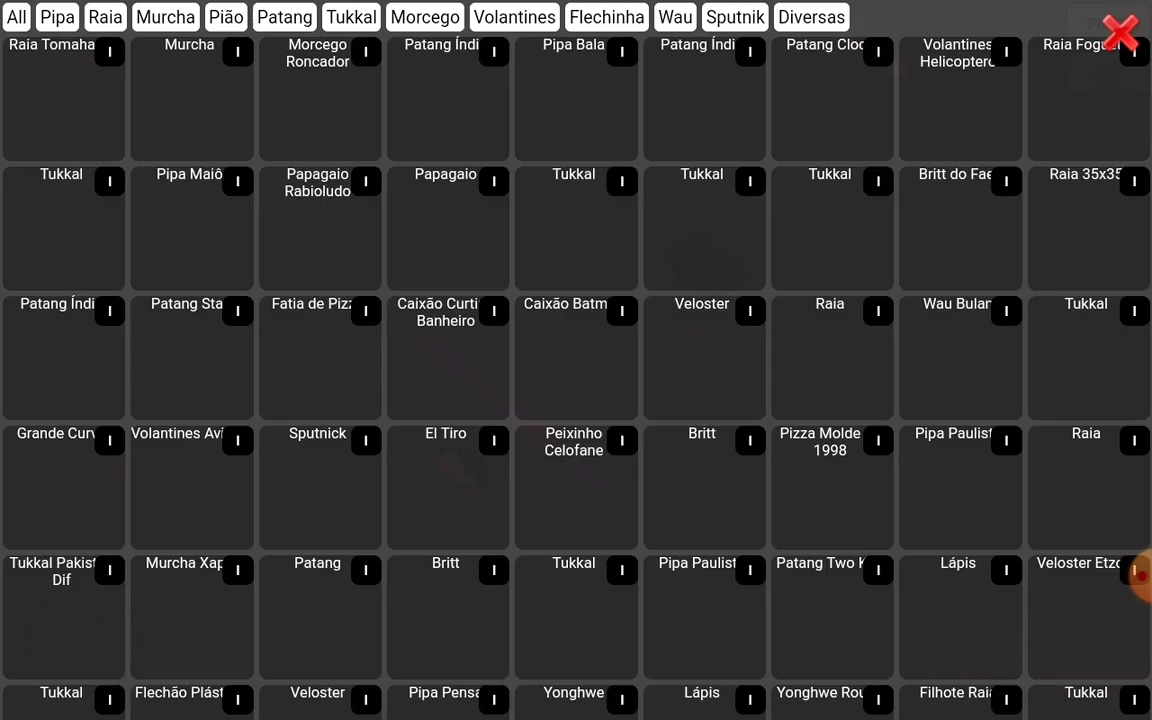 All Pipa Raia Murcha Pião Patang Tukkal Morcego Volantines Flechinha Wau Sputnik Diversas
Raia Tomaha I Murcha I Morcego I Patang Índi I Pipa Bala I Patang Índi I Patang Cloc I Volantines I Raia Fogue I
Roncador Helicoptero
Tukkal I Pipa Maiô I Papagaio I Papagaio I Tukkal I Tukkal I Tukkal I Britt do Fae I Raia 35x35 I
Rabioludo
Patang Índi I Patang Sta I Fatia de Pizz I Caixão Curti I Caixão Batm I Veloster I Raia I Wau Bulan I Tukkal I
Banheiro
Grande Curv I Volantines Avi I Sputnick I El Tiro I Peixinho I Britt I Pizza Molde I Pipa Paulist I Raia I
Celofane 1998
Tukkal Pakist I Murcha Xap I Patang I Britt I Tukkal I Pipa Paulist I Patang Two K I Lápis I Veloster Etzo I
Dif
Tukkal I Flechão Plást I Veloster I Pipa Pensa I Yonghwe I Lápis I Yonghwe Rou I Filhote Raia I Tukkal I